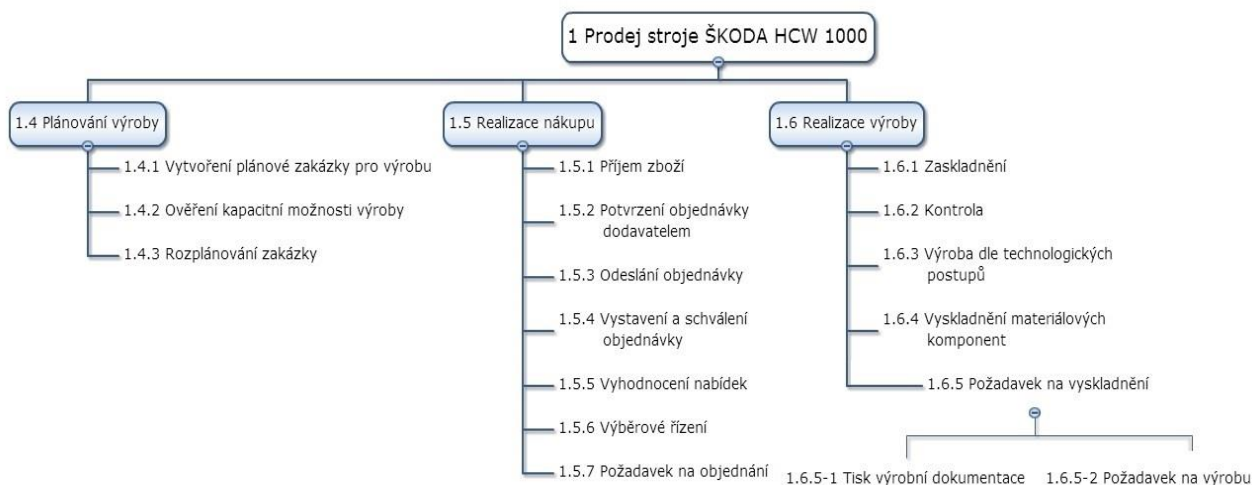 1 Prodej stroje ŠKODA HCW 1000
1.4 Plánování výroby
1.4.1 Vytvoření plánové zakázky pro výrobu
1.4.2 Ověření kapacitní možnosti výroby
1.4.3 Rozplánování zakázky
1.5 Realizace nákupu
1.5.1 Příjem zboží
1.5.2 Potvrzení objednávky
dodavatelem
1.5.3 Odeslání objednávky
1.5.4 Vystavení a schválení
objednávky
1.5.5 Vyhodnocení nabídek
1.5.6 Výběrové řízení
1.5.7 Požadavek na objednání
1.6 Realizace výroby
1.6.1 Zaskladnění
1.6.2 Kontrola
1.6.3 Výroba dle technologických
postupů
1.6.4 Vyskladnění materiálových
komponent
1.6.5 Požadavek na vyskladnění
1.6.5-1 Tisk výrobní dokumentace
1.6.5-2 Požadavek na výrobu